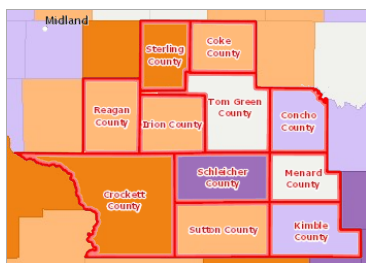 Midland
Sterling
County
Coke
County
Reagan
County
Irion County
Tom Green
County
Concho
County
Schleicher
County
Menard
County
Crockett
County
Sutton County
Kimble
County